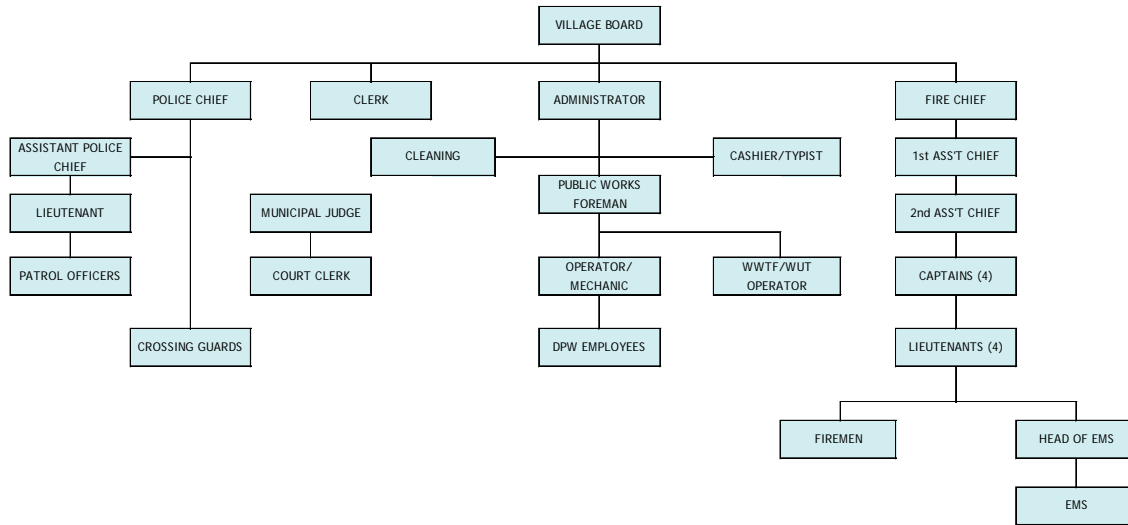 VILLAGE BOARD
POLICE CHIEF
CLERK
ADMINISTRATOR
FIRE CHIEF
ASSISTANT POLICE
CHIEF
CLEANING
CASHIER/TYPIST
1st ASS'T CHIEF
PUBLIC WORKS
FOREMAN
LIEUTENANT
MUNICIPAL JUDGE
2nd ASS'T CHIEF
PATROL OFFICERS
COURT CLERK
OPERATOR/
MECHANIC
WWTF/WUT
OPERATOR
CAPTAINS (4)
CROSSING GUARDS
DPW EMPLOYEES
LIEUTENANTS (4)
FIREMEN
HEAD OF EMS
EMS